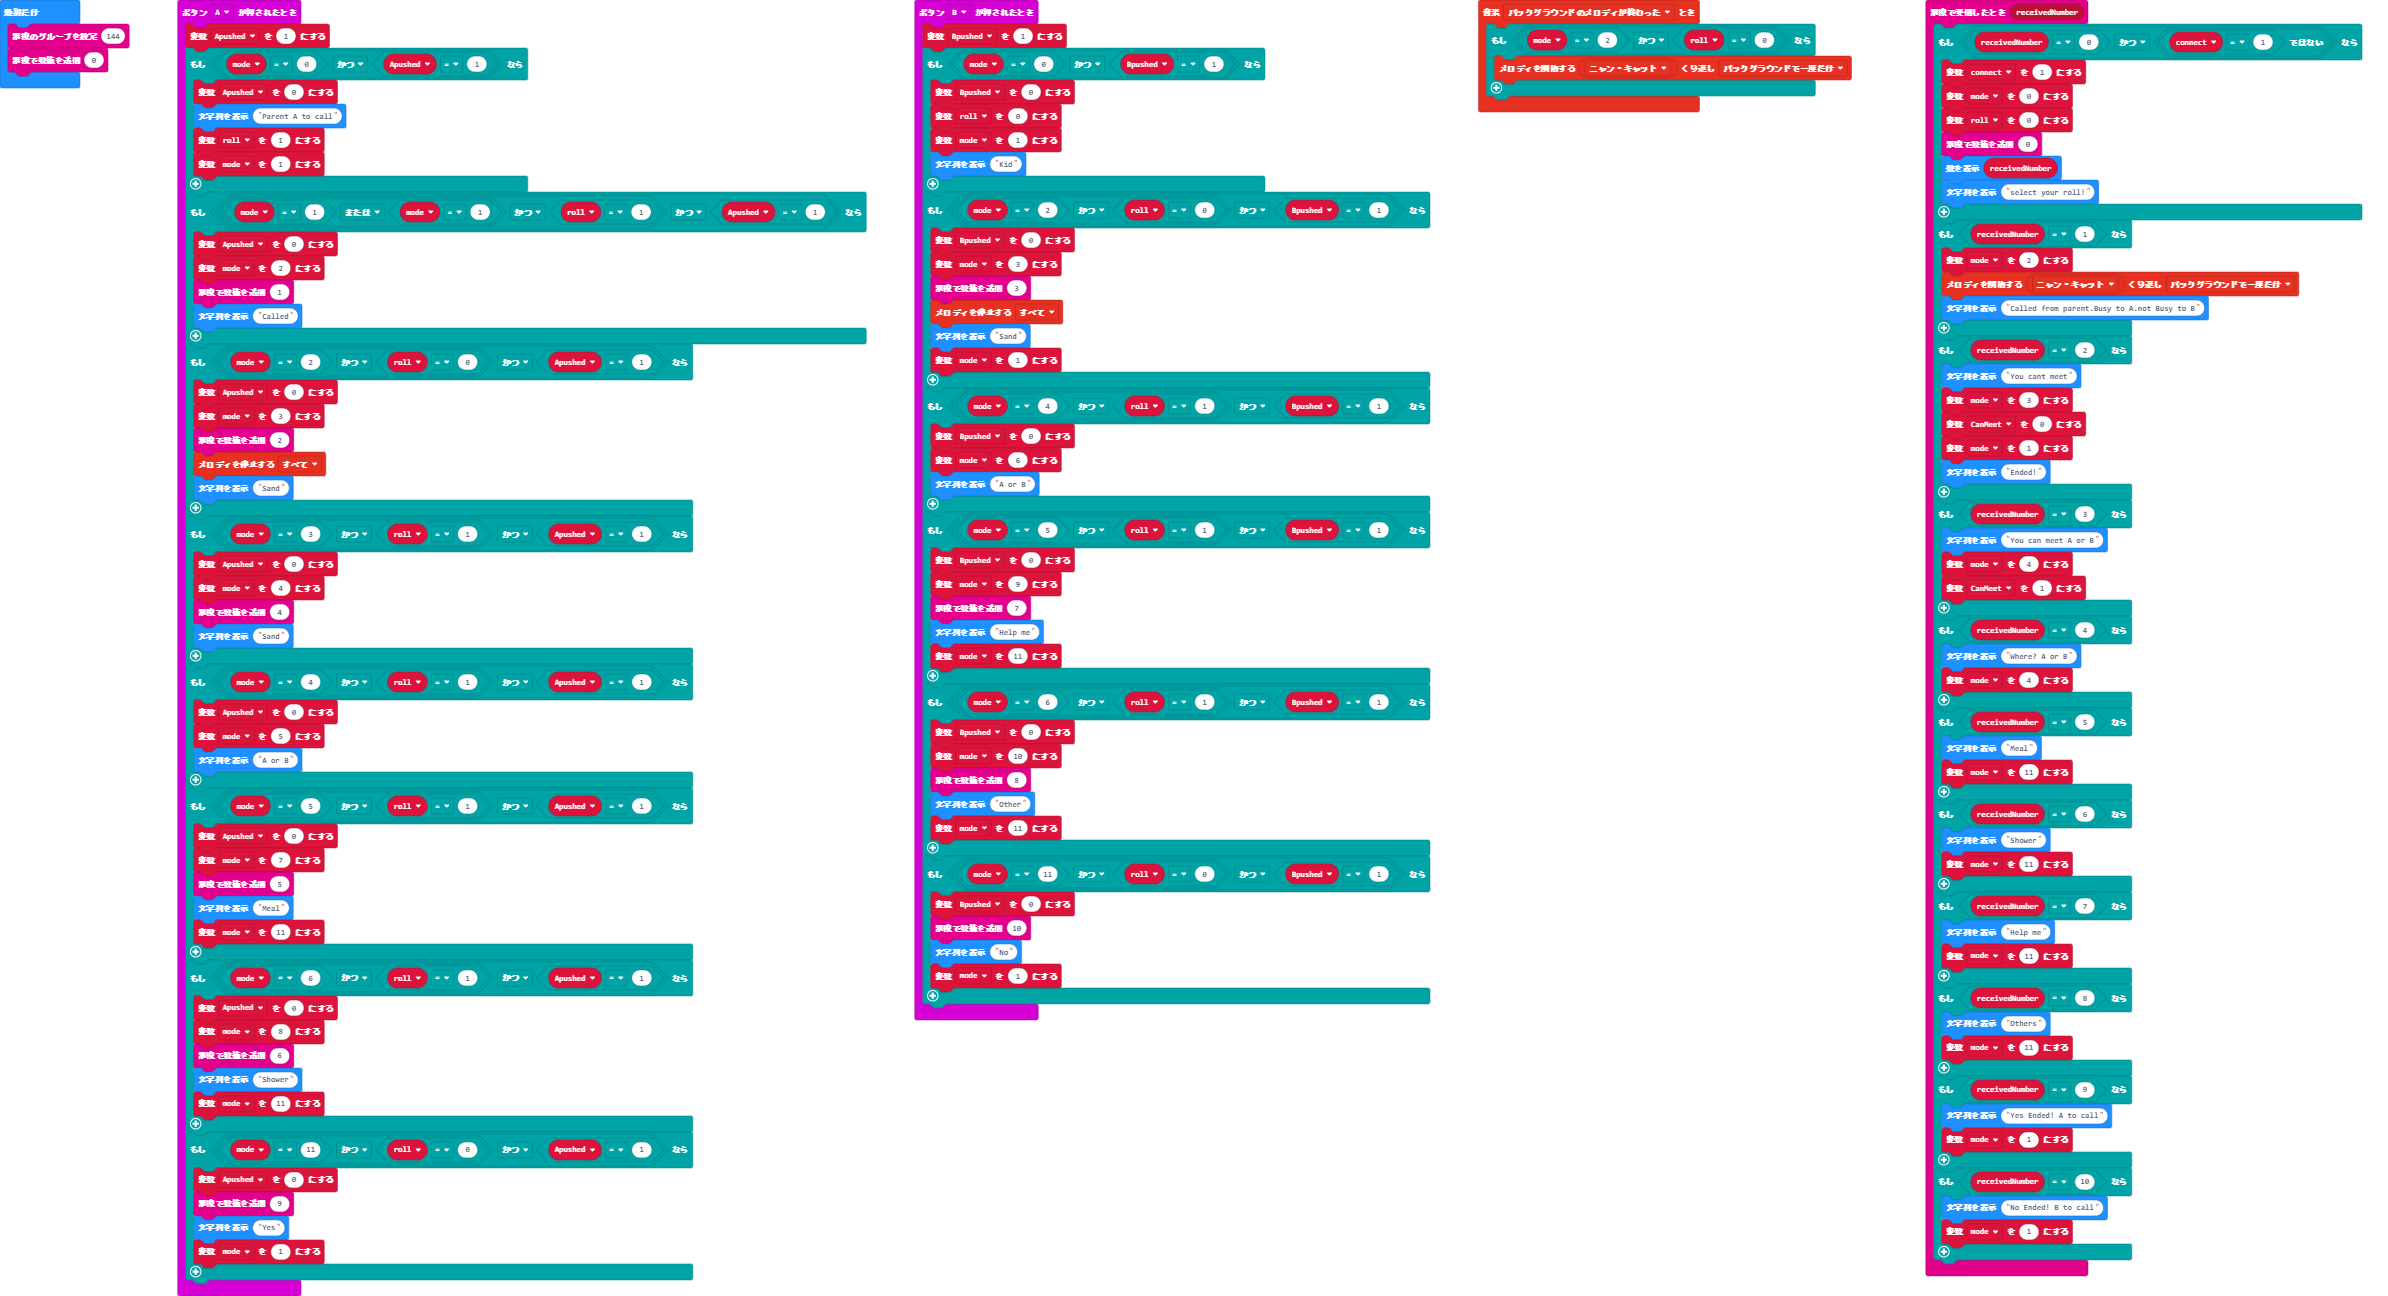 最初だけ
無線のグループを設定 144
無線で数値を送信 0
ボタン A が押されたとき
変数 Apushed を 1 にする
もし mode = 0 かつ Apushed = 1 なら
変数 Apushed を 0 にする
文字列を表示 "Parent A to call"
変数 roll を 1 にする
変数 mode を 1 にする
もし mode = 1 または mode = 1 かつ roll = 1 かつ Apushed = 1 なら
変数 Apushed を 0 にする
変数 mode を 2 にする
無線で数値を送信 1
文字列を表示 "Called"
もし mode = 2 かつ roll = 0 かつ Apushed = 1 なら
変数 Apushed を 0 にする
変数 mode を 3 にする
無線で数値を送信 2
メロディを停止する すべて
文字列を表示 "Sand"
もし mode = 3 かつ roll = 1 かつ Apushed = 1 なら
変数 Apushed を 0 にする
変数 mode を 4 にする
無線で数値を送信 4
文字列を表示 "Sand"
もし mode = 4 かつ roll = 1 かつ Apushed = 1 なら
変数 Apushed を 0 にする
変数 mode を 5 にする
文字列を表示 "A or B"
もし mode = 5 かつ roll = 1 かつ Apushed = 1 なら
変数 Apushed を 0 にする
変数 mode を 7 にする
無線で数値を送信 5
文字列を表示 "Meal"
変数 mode を 11 にする
もし mode = 6 かつ roll = 1 かつ Apushed = 1 なら
変数 Apushed を 0 にする
変数 mode を 8 にする
無線で数値を送信 6
文字列を表示 "Shower"
変数 mode を 11 にする
もし mode = 11 かつ roll = 0 かつ Apushed = 1 なら
変数 Apushed を 0 にする
無線で数値を送信 9
文字列を表示 "Yes"
変数 mode を 1 にする
ボタン B が押されたとき
変数 Bpushed を 1 にする
もし mode = 0 かつ Bpushed = 1 なら
変数 Bpushed を 0 にする
変数 roll を 0 にする
変数 mode を 1 にする
文字列を表示 "Kid"
もし mode = 2 かつ roll = 0 かつ Bpushed = 1 なら
変数 Bpushed を 0 にする
変数 mode を 3 にする
無線で数値を送信 3
メロディを停止する すべて
文字列を表示 "Sand"
変数 mode を 1 にする
もし mode = 4 かつ roll = 1 かつ Bpushed = 1 なら
変数 Bpushed を 0 にする
変数 mode を 6 にする
文字列を表示 "A or B"
もし mode = 5 かつ roll = 1 かつ Bpushed = 1 なら
変数 Bpushed を 0 にする
変数 mode を 9 にする
無線で数値を送信 7
文字列を表示 "Help me"
変数 mode を 11 にする
もし mode = 6 かつ roll = 1 かつ Bpushed = 1 なら
変数 Bpushed を 0 にする
変数 mode を 10 にする
無線で数値を送信 8
文字列を表示 "Other"
変数 mode を 11 にする
もし mode = 11 かつ roll = 0 かつ Bpushed = 1 なら
変数 Bpushed を 0 にする
無線で数値を送信 10
文字列を表示 "No"
変数 mode を 1 にする
音楽 バックグラウンドのメロディが終わった とき
もし mode = 2 かつ roll = 0 なら
メロディを開始する ニャン・キャット くり返し バックグラウンドで一度だけ
無線で受信したとき receivedNumber
もし receivedNumber = 0 かつ connect = 1 ではない なら
変数 connect を 1 にする
変数 mode を 0 にする
変数 roll を 0 にする
無線で数値を送信 0
数を表示 receivedNumber
文字列を表示 "select your roll!"
もし receivedNumber = 1 なら
変数 mode を 2 にする
メロディを開始する ニャン・キャット くり返し バックグラウンドで一度だけ
文字列を表示 "Called from parent.Busy to A.not Busy to B"
もし receivedNumber = 2 なら
文字列を表示 "You cant meet"
変数 mode を 3 にする
変数 CanMeet を 0 にする
変数 mode を 1 にする
文字列を表示 "Ended!"
もし receivedNumber = 3 なら
文字列を表示 "You can meet A or B"
変数 mode を 4 にする
変数 CanMeet を 1 にする
もし receivedNumber = 4 なら
文字列を表示 "Where? A or B"
変数 mode を 4 にする
もし receivedNumber = 5 なら
文字列を表示 "Meal"
変数 mode を 11 にする
もし receivedNumber = 6 なら
文字列を表示 "Shower"
変数 mode を 11 にする
もし receivedNumber = 7 なら
文字列を表示 "Help me"
変数 mode を 11 にする
もし receivedNumber = 8 なら
文字列を表示 "Others"
変数 mode を 11 にする
もし receivedNumber = 9 なら
文字列を表示 "Yes Ended! A to call"
変数 mode を 1 にする
もし receivedNumber = 10 なら
文字列を表示 "No Ended! B to call"
変数 mode を 1 にする